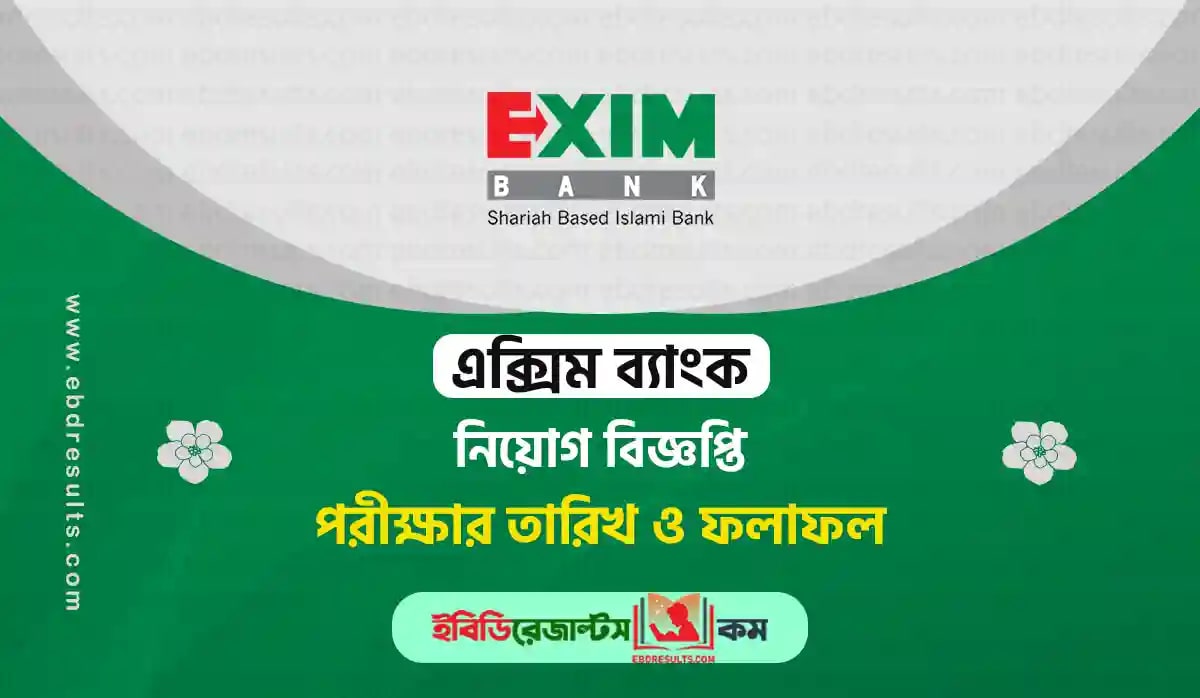 EXIM
BANK
Shariah Based Islami Bank
www.ebdresults.com
এক্সিম ব্যাংক
নিয়োগ বিজ্ঞপ্তি
পরীক্ষার তারিখ ও ফলাফল
ইবিডিরেজাল্টস কম
EBDRESULTS.COM